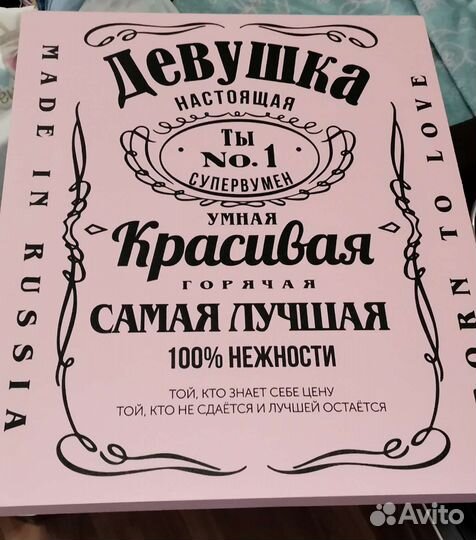 Девушка
НАСТОЯЩАЯ
Ты
No.1
СУПЕРВУМЕН
УМНАЯ
Красивая
ГОРЯЧАЯ
САМАЯ ЛУЧШАЯ
100% НЕЖНОСТИ
ТОЙ, КТО ЗНАЕТ СЕБЕ ЦЕНУ
ТОЙ, КТО НЕ СДАЁТСЯ И ЛУЧШЕЙ ОСТАЁТСЯ
MADE IN RUSSIA
BORN TO LOVE
Avito